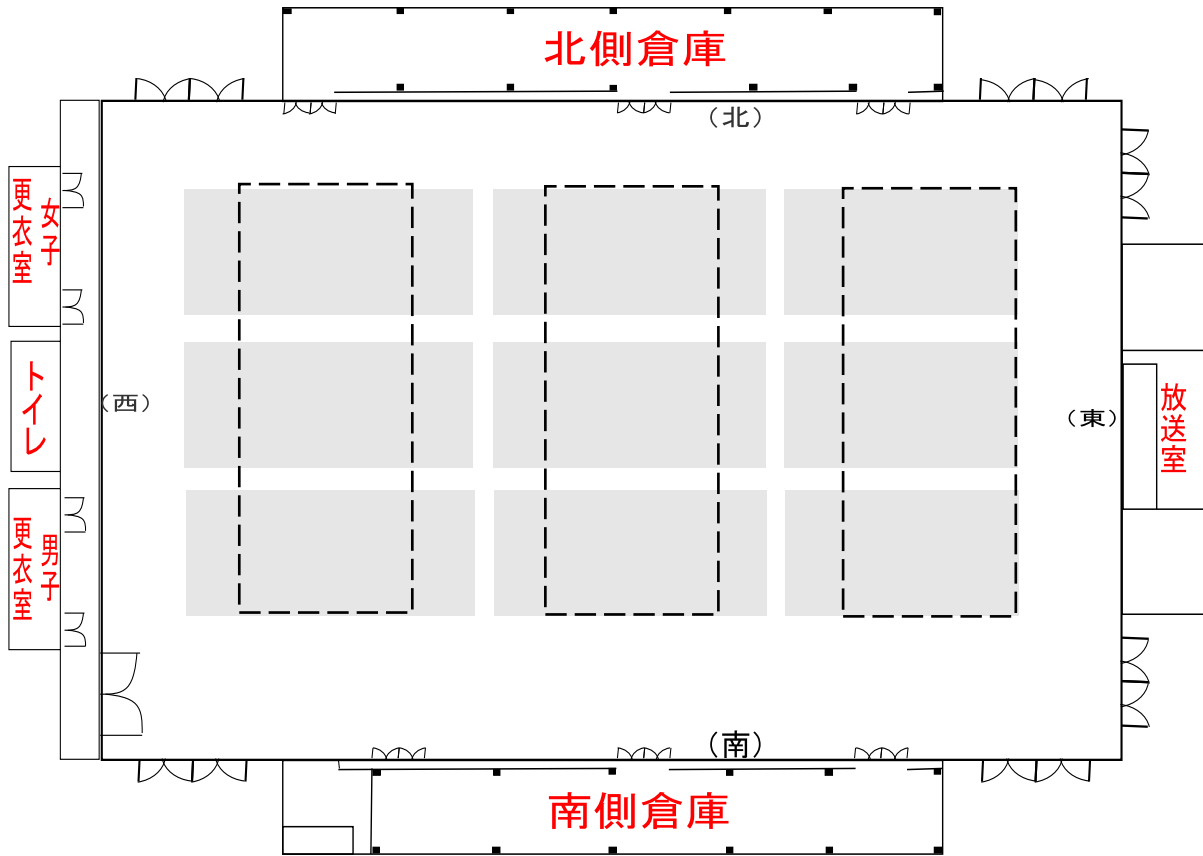 北側倉庫
（北）
女子
更衣室
トイレ
（西）
（東）
放送室
男子
更衣室
（南）
南側倉庫